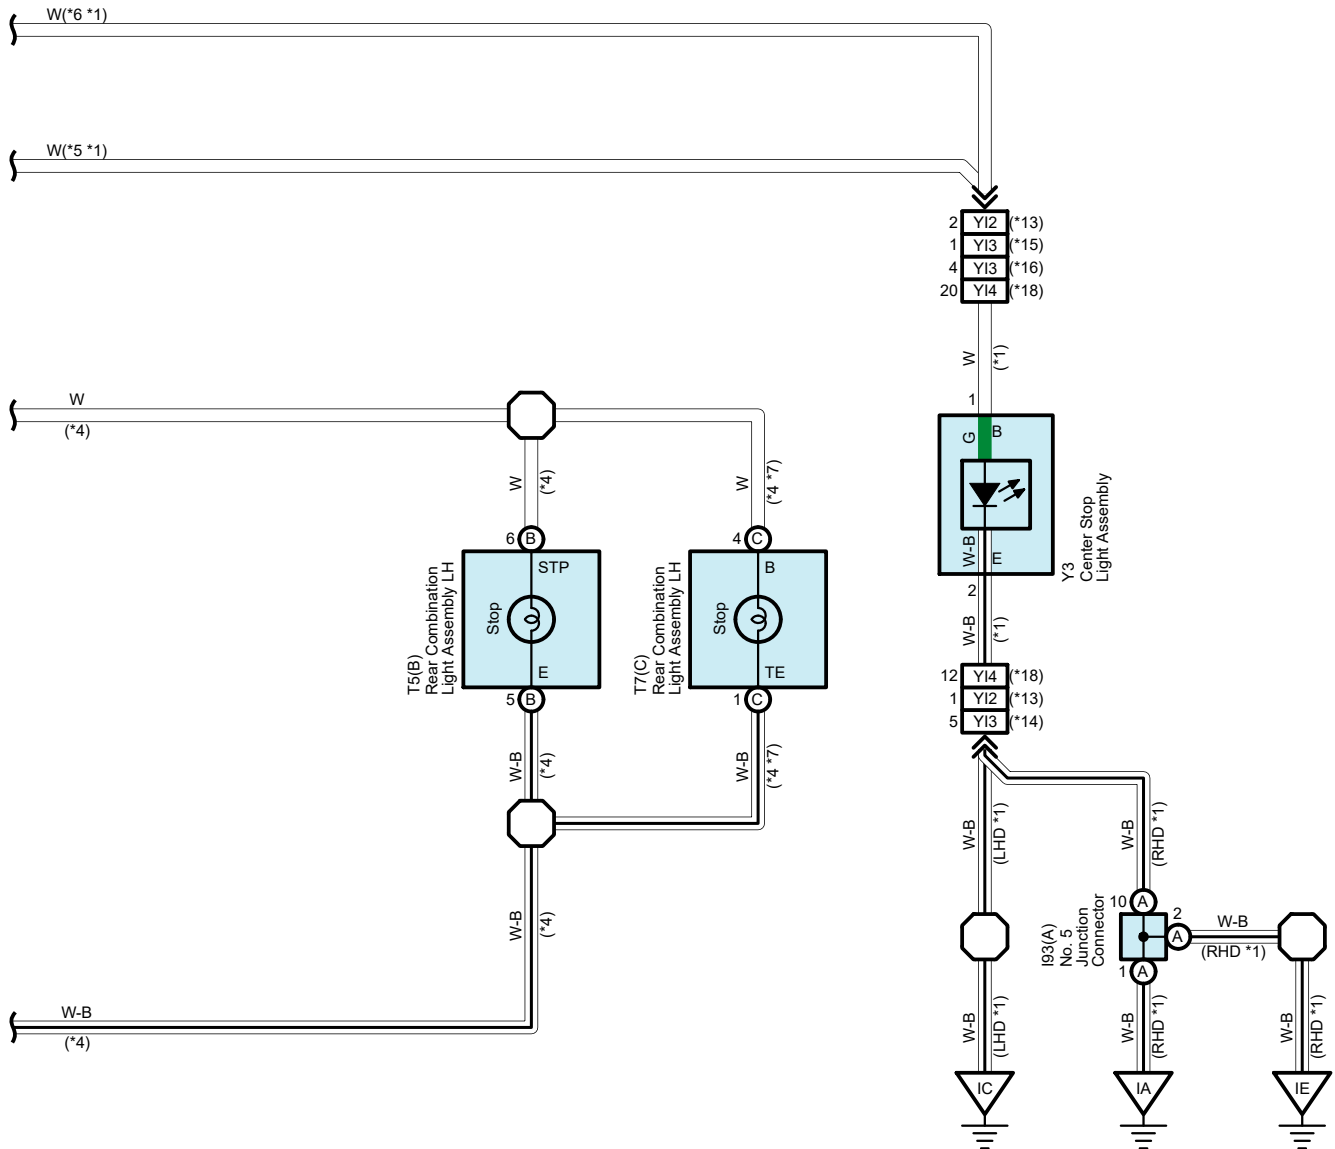 W(*6 *1)
W(*5 *1)
2 YI2 (*13)
1 YI3 (*15)
4 YI3 (*16)
20 YI4 (*18)
W
(*1)
1
G
B
W-B
E
Y3
Center Stop
Light Assembly
2
W-B
(*1)
12 YI4 (*18)
1 YI2 (*13)
5 YI3 (*14)
W
(*4)
W
(*4)
W
(*4 *7)
6 B
STP
Stop
E
5 B
T5(B)
Rear Combination
Light Assembly LH
4 C
B
Stop
TE
1 C
T7(C)
Rear Combination
Light Assembly LH
W-B
(*4)
W-B
(*4 *7)
W-B
(*4)
W-B
(*4)
W-B
(LHD *1)
W-B
(RHD *1)
10 A
2
A
1 A
I93(A)
No. 5
Junction
Connector
W-B
(RHD *1)
W-B
(LHD *1)
W-B
(RHD *1)
W-B
(RHD *1)
IC
IA
IE